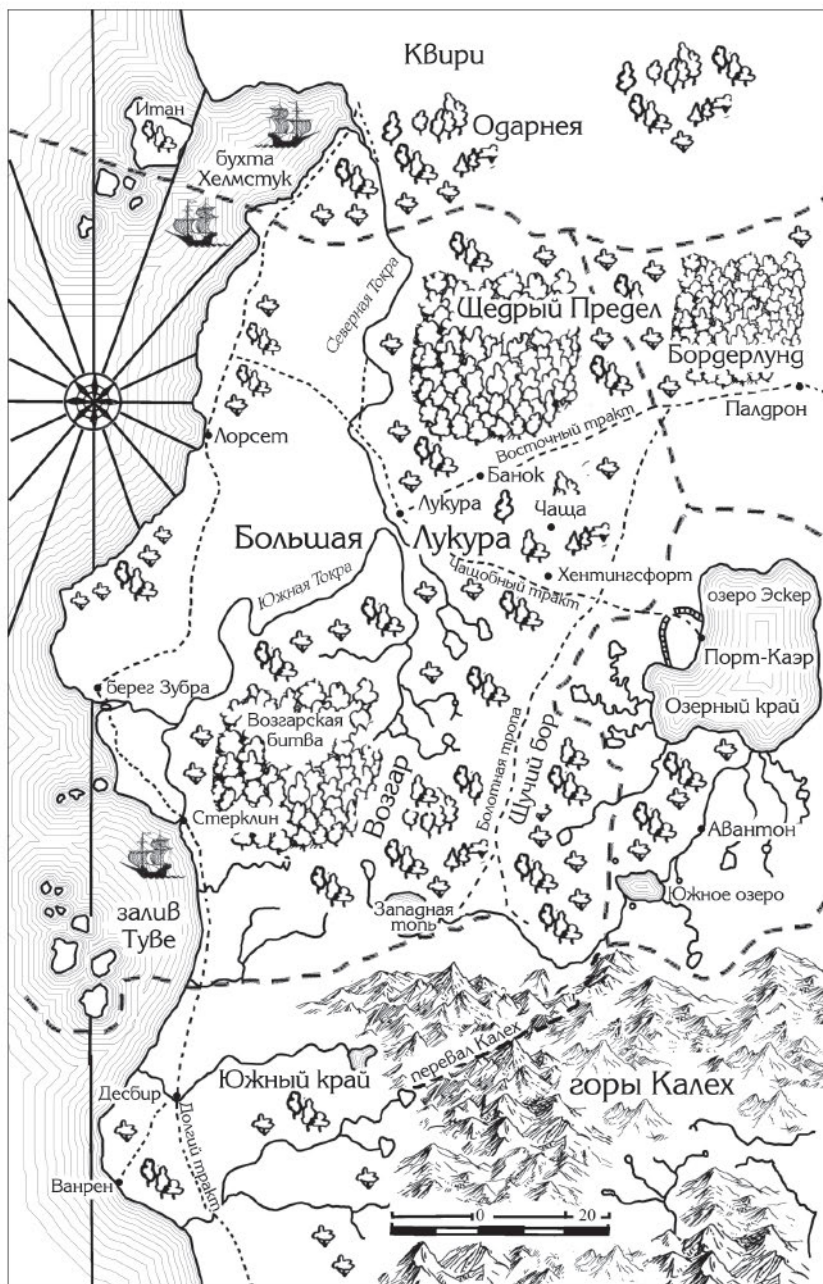 Квири
Итан
Одарнея
бухта
Хелмстук
Северная Токра
Щедрый Предел
Бордерлунд
Палдрон
Лорсет
Восточный тракт
Банок
Лукура
Чаща
Большая Лукура
Чащобный тракт
Хентингсфорт
озеро Эскер
Южная Токра
Порт-Каэр
берег Зубра
Озерный край
Возгарская
битва
Болотная тропа
Щучий бор
Возгар
Стерклин
Авантон
залив
Туве
Западная
топь
Южное озеро
перевал Калех
Южный край
горы Калех
Десбир
Долгий тракт
Ванрен
0 20